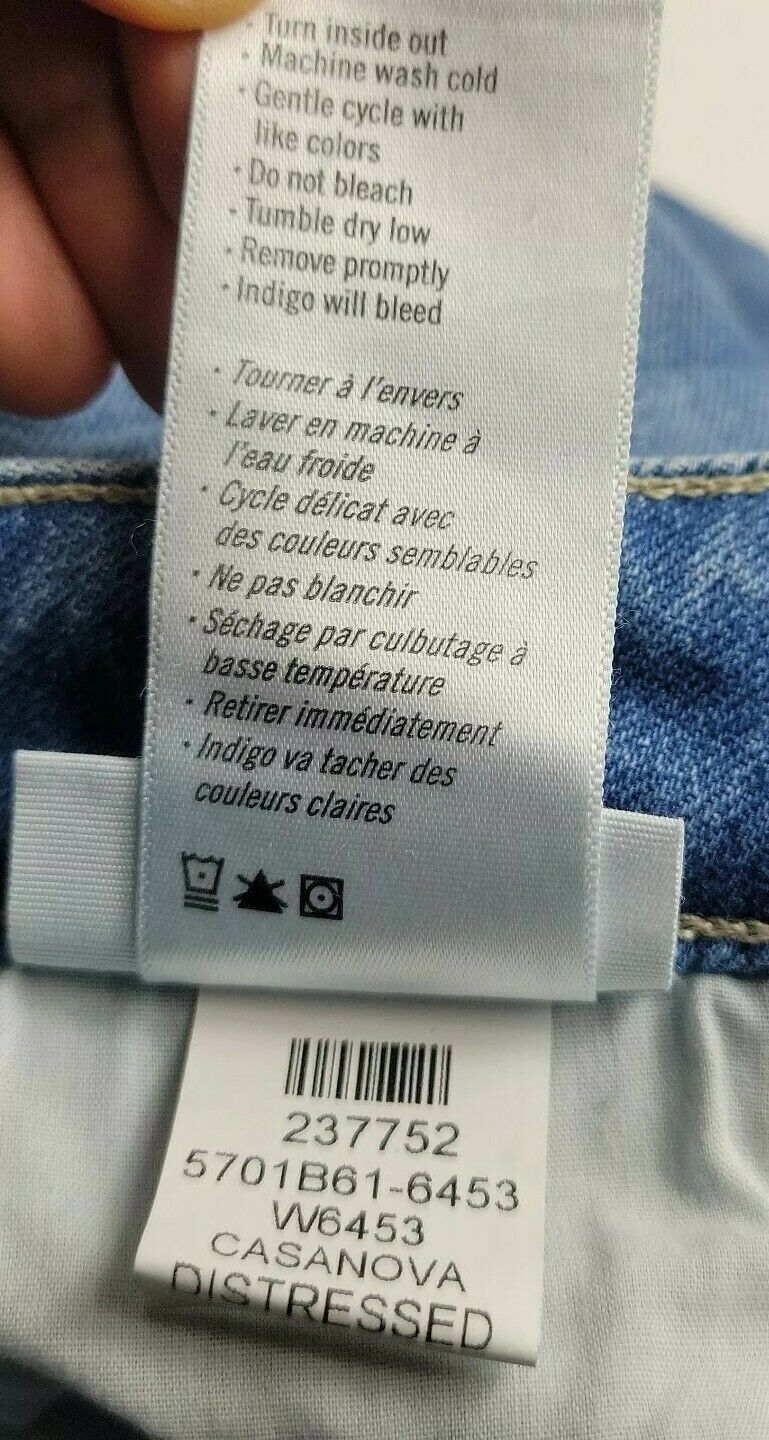 · Turn inside out
· Machine wash cold
· Gentle cycle with
like colors
· Do not bleach
· Tumble dry low
· Remove promptly
· Indigo will bleed
· Tourner à l'envers
· Laver en machine à
l'eau froide
· Cycle délicat avec
des couleurs semblables
· Ne pas blanchir
· Séchage par culbutage à
basse température
· Retirer immédiatement
· Indigo va tacher des
couleurs claires
237752
5701B61-6453
W6453
CASANOVA
DISTRESSED